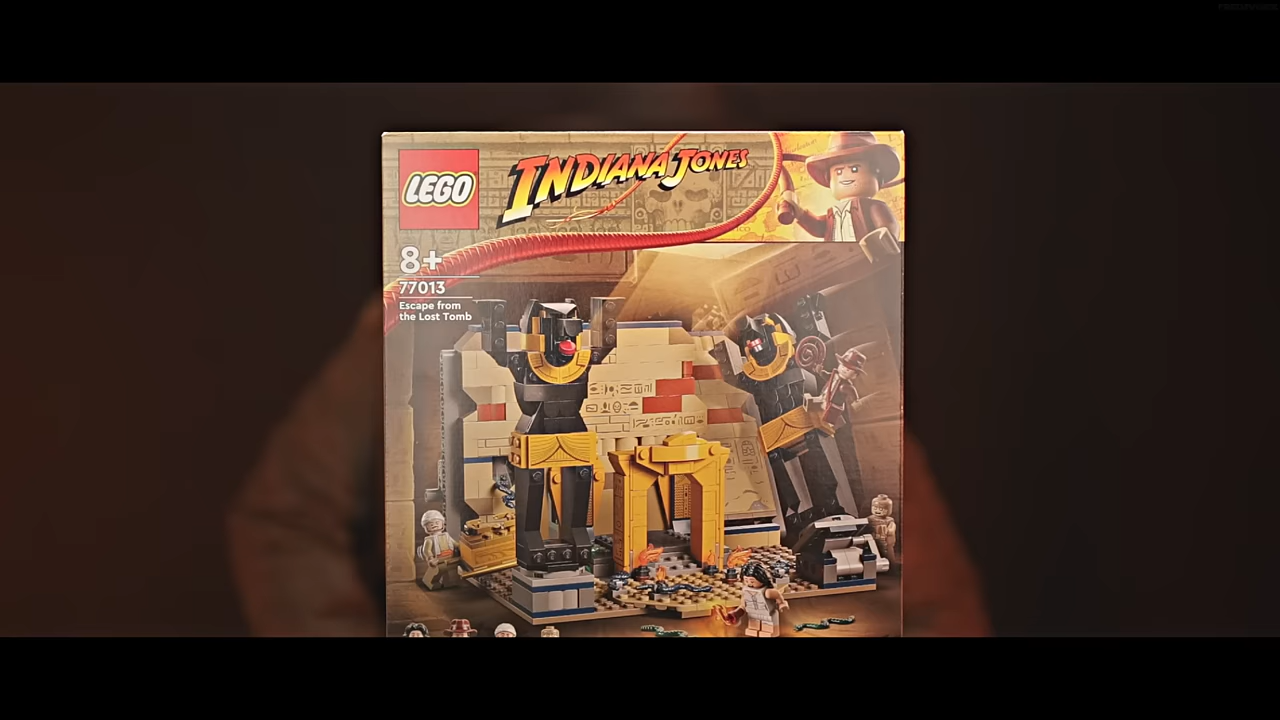 LEGO
INDIANA JONES
8+
77013
Escape from
the Lost Tomb